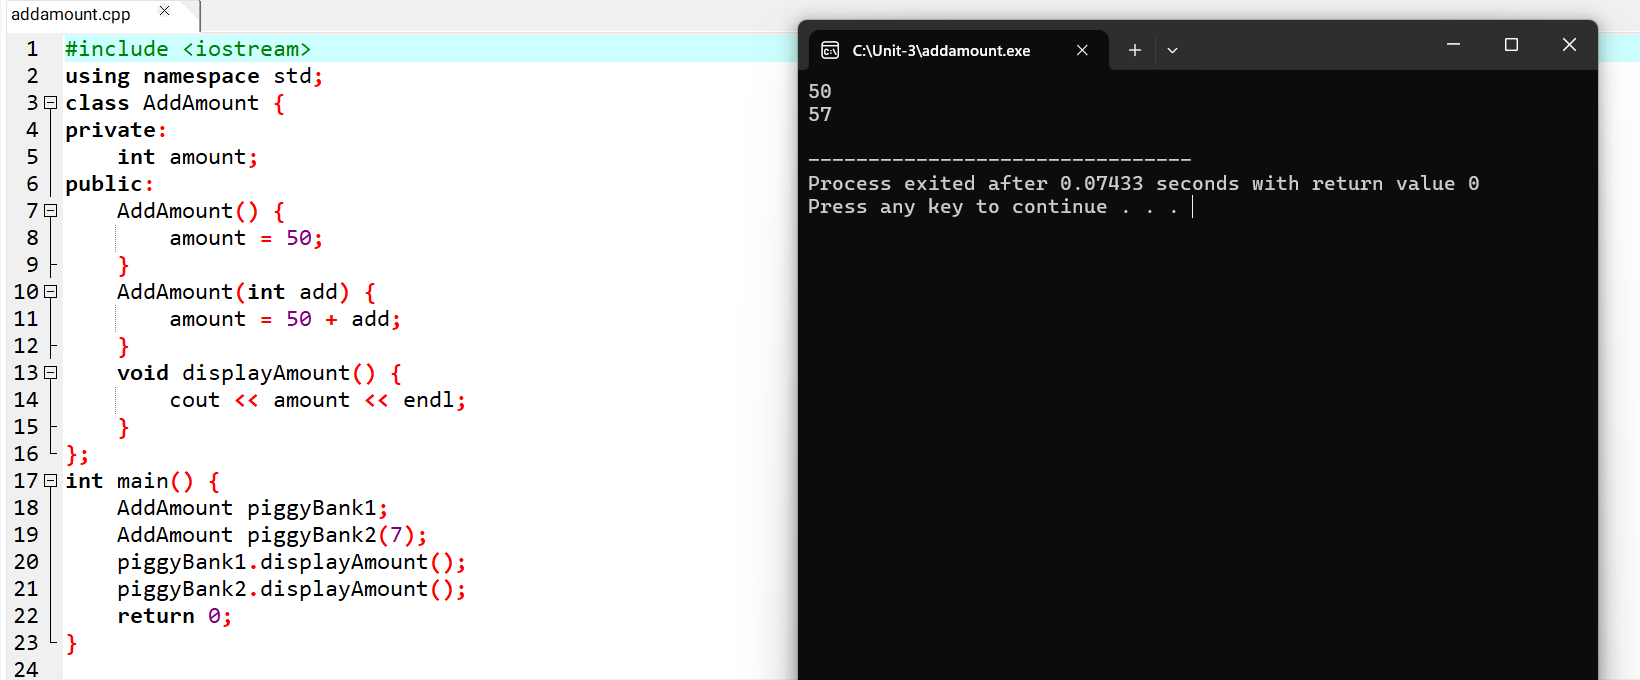 addamount.cpp
1 #include <iostream>
2 using namespace std;
3 class AddAmount {
4 private:
5     int amount;
6 public:
7     AddAmount() {
8         amount = 50;
9     }
10     AddAmount(int add) {
11         amount = 50 + add;
12     }
13     void displayAmount() {
14         cout << amount << endl;
15     }
16 };
17 int main() {
18     AddAmount piggyBank1;
19     AddAmount piggyBank2(7);
20     piggyBank1.displayAmount();
21     piggyBank2.displayAmount();
22     return 0;
23 }
24
C:\Unit-3\addamount.exe
50
57
--------------------------------
Process exited after 0.07433 seconds with return value 0
Press any key to continue . . .